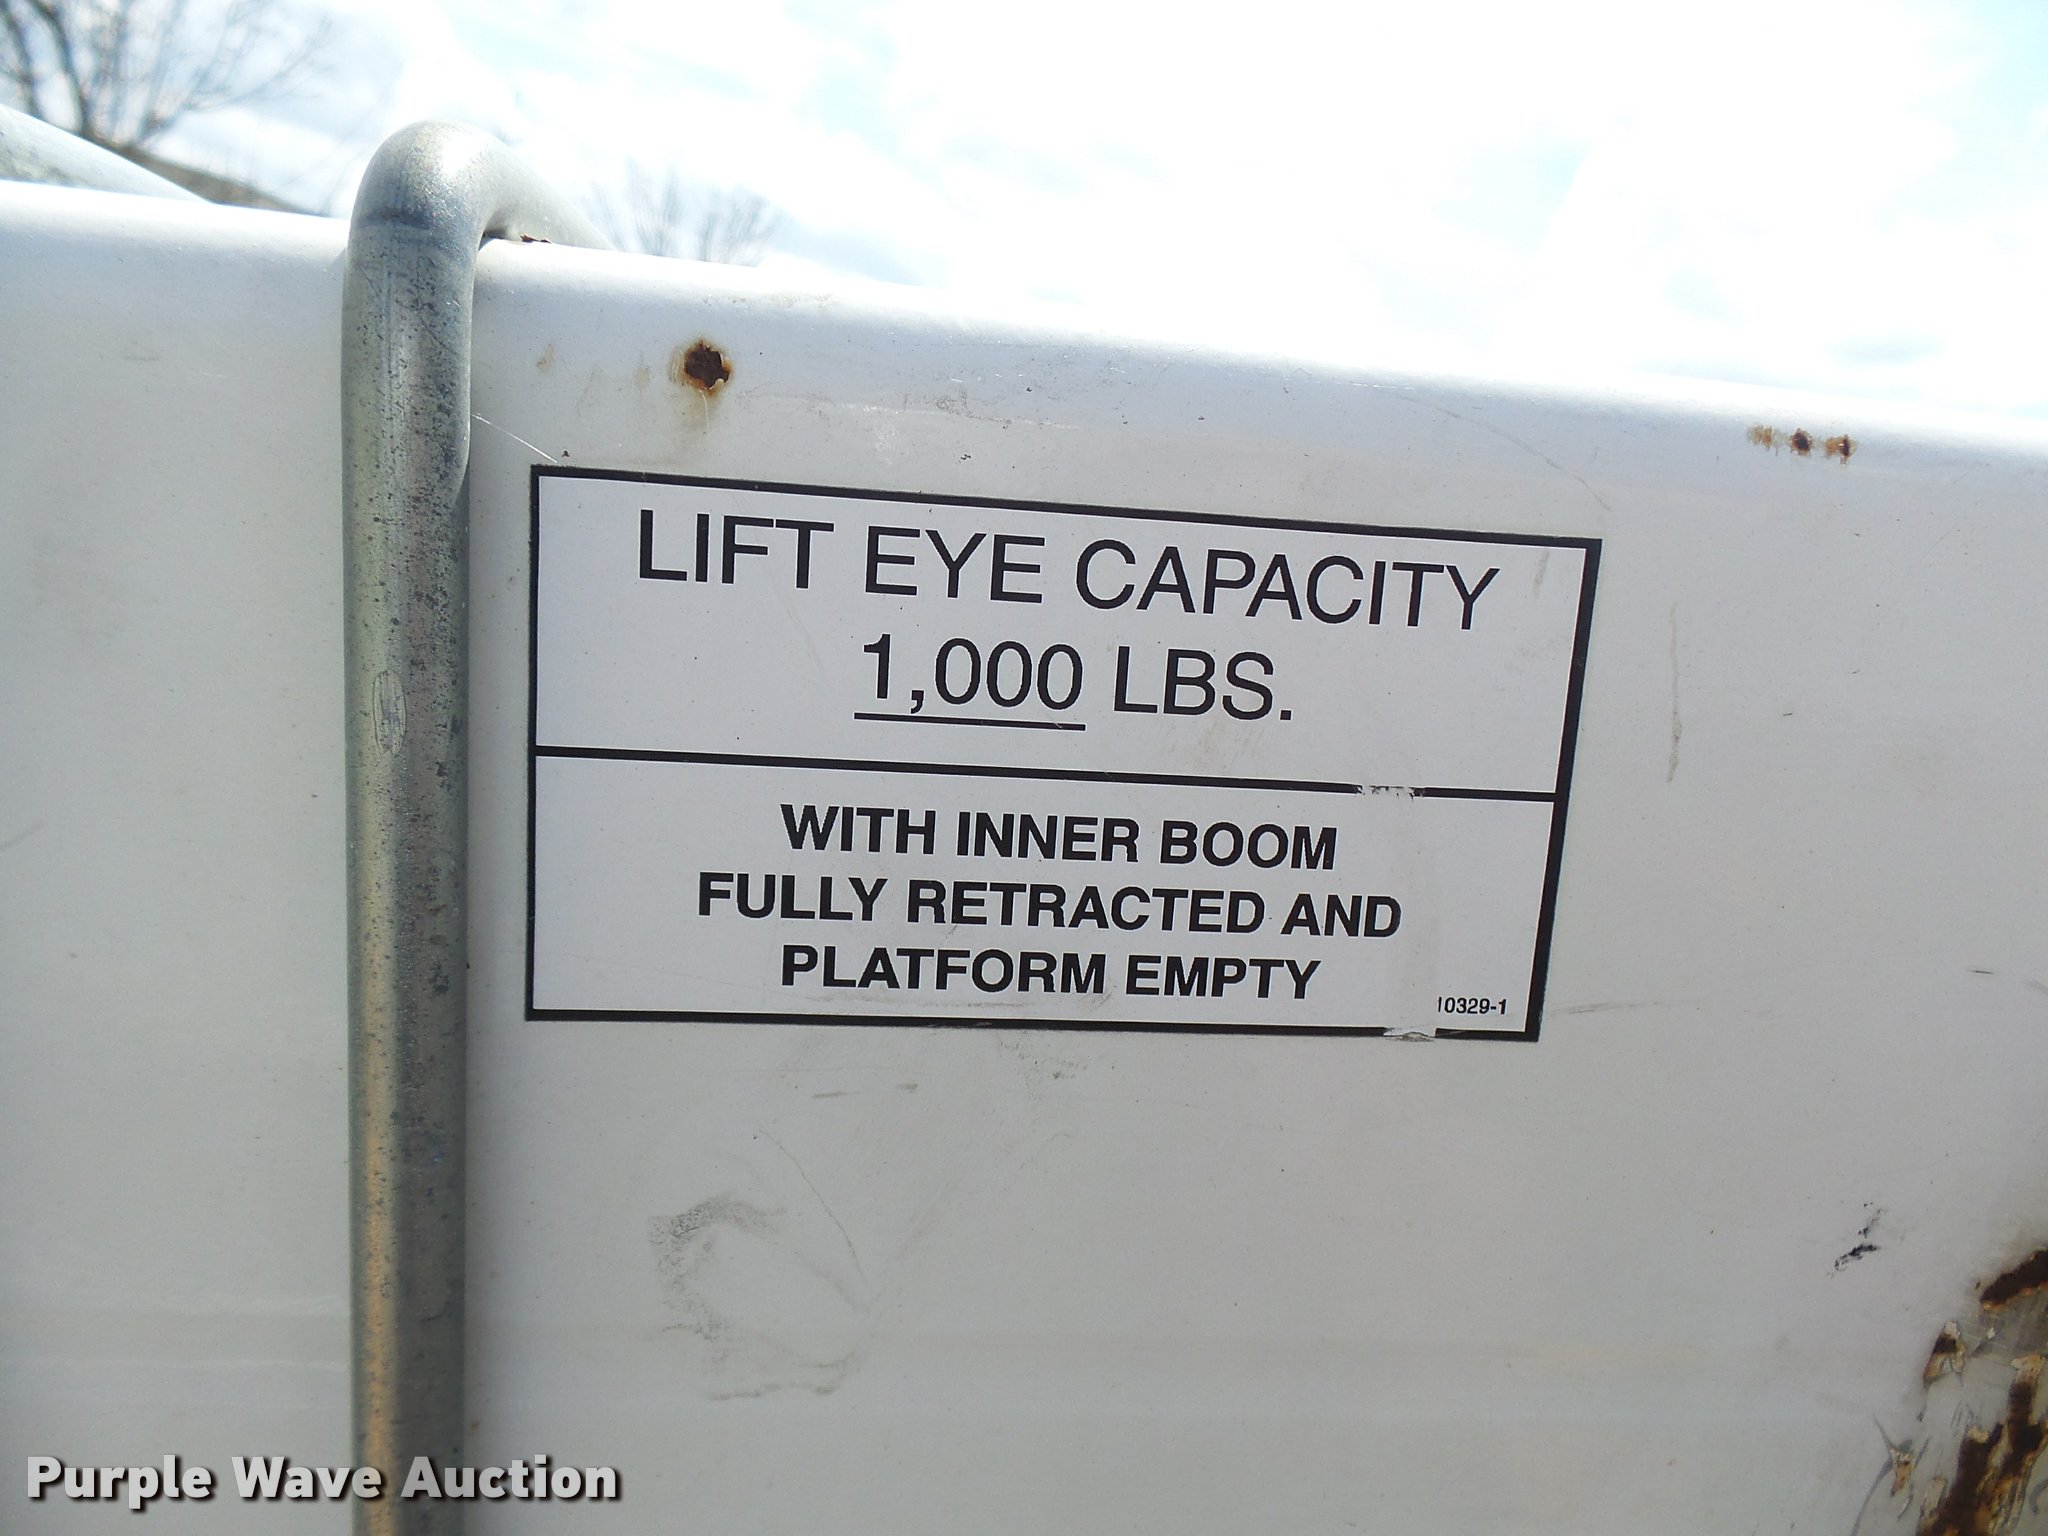 LIFT EYE CAPACITY
1,000 LBS.
WITH INNER BOOM
FULLY RETRACTED AND
PLATFORM EMPTY
10329-1
Purple Wave Auction